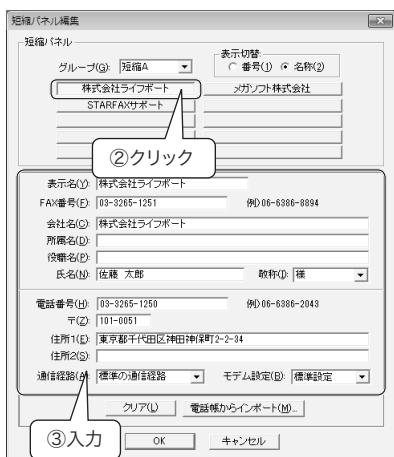 短縮パネル編集
短縮パネル
グループ(G): 短縮A
表示切替
番号(1) 名称(2)
株式会社ライフボート メガソフト株式会社
STARFAXサポート
②クリック
表示名(Y): 株式会社ライフボート
FAX番号(F): 03-3265-1251 例)06-6386-8894
会社名(C): 株式会社ライフボート
所属名(D):
役職名(P):
氏名(N): 佐藤 太郎 敬称(I): 様
電話番号(H): 03-3265-1250 例)06-6386-2043
〒(Z): 101-0051
住所1(E): 東京都千代田区神田神保町2-2-34
住所2(S):
通信経路(A): 標準の通信経路 モデム設定(B): 標準設定
クリア(L) 電話帳からインポート(M)...
③入力
OK キャンセル